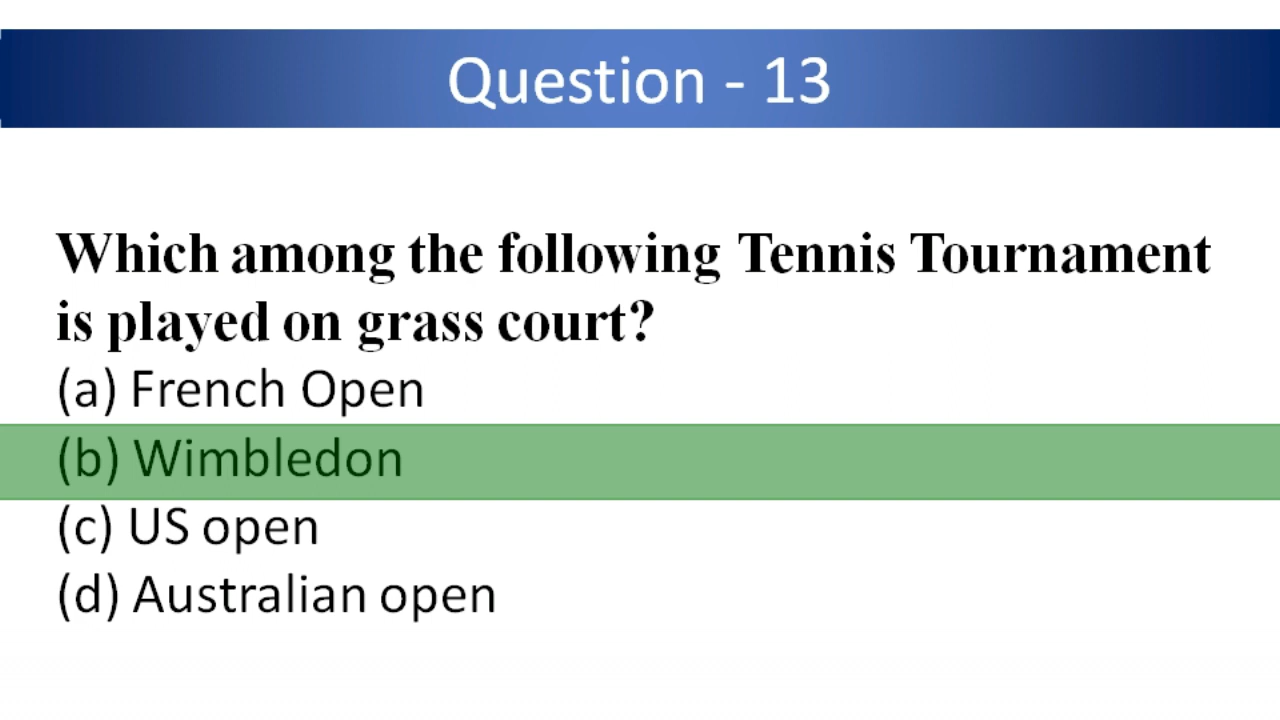 Question - 13
Which among the following Tennis Tournament
is played on grass court?
(a) French Open
(b) Wimbledon
(c) US open
(d) Australian open